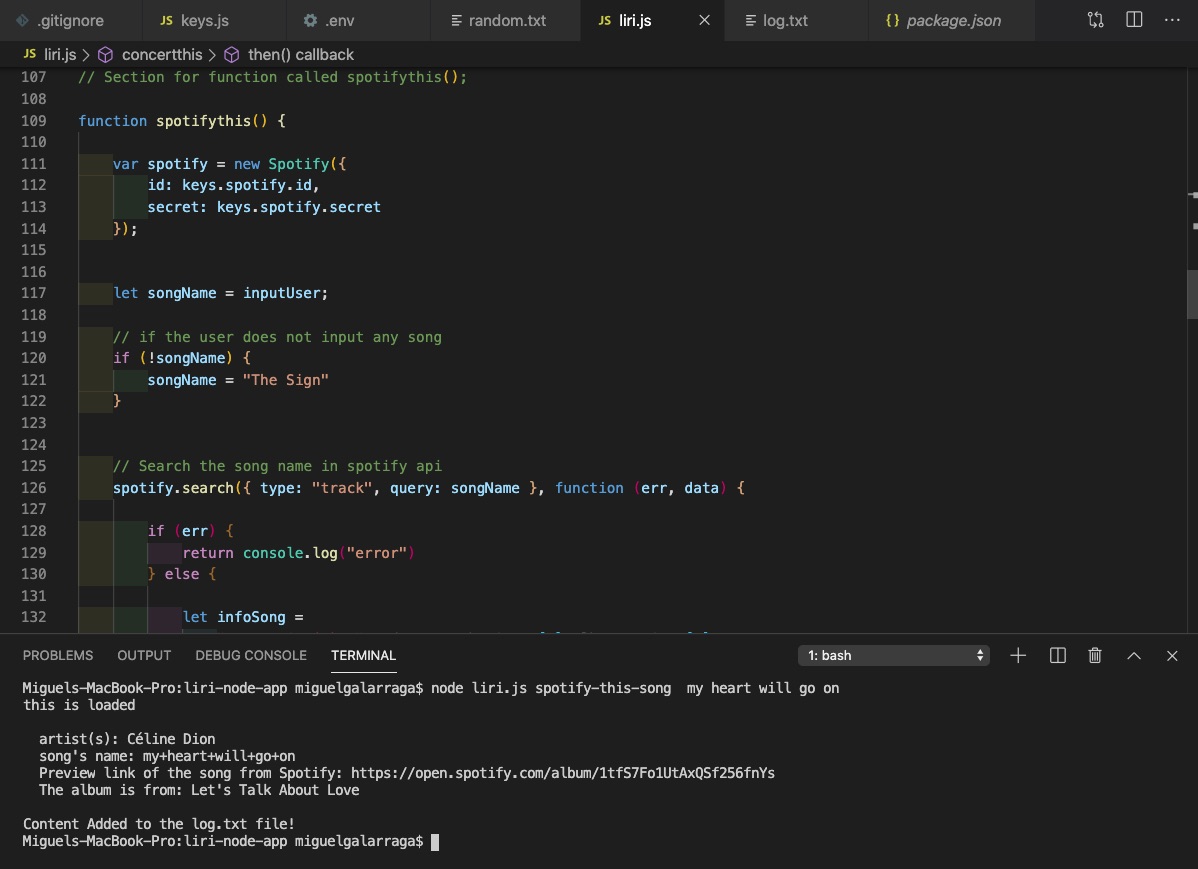 .gitignore JS keys.js .env random.txt JS liri.js log.txt {} package.json
JS liri.js > concertthis > then() callback
107 // Section for function called spotifythis();
108
109 function spotifythis() {
110
111 var spotify = new Spotify({
112 id: keys.spotify.id,
113 secret: keys.spotify.secret
114 });
115
116
117 let songName = inputUser;
118
119 // if the user does not input any song
120 if (!songName) {
121 songName = "The Sign"
122 }
123
124
125 // Search the song name in spotify api
126 spotify.search({ type: "track", query: songName }, function (err, data) {
127
128 if (err) {
129 return console.log("error")
130 } else {
131
132 let infoSong =
PROBLEMS OUTPUT DEBUG CONSOLE TERMINAL 1: bash
Miguels-MacBook-Pro:liri-node-app miguelgalarraga$ node liri.js spotify-this-song  my heart will go on
this is loaded
artist(s): Céline Dion
song's name: my+heart+will+go+on
Preview link of the song from Spotify: https://open.spotify.com/album/1tfS7Fo1UtAxQSf256fnYs
The album is from: Let's Talk About Love
Content Added to the log.txt file!
Miguels-MacBook-Pro:liri-node-app miguelgalarraga$